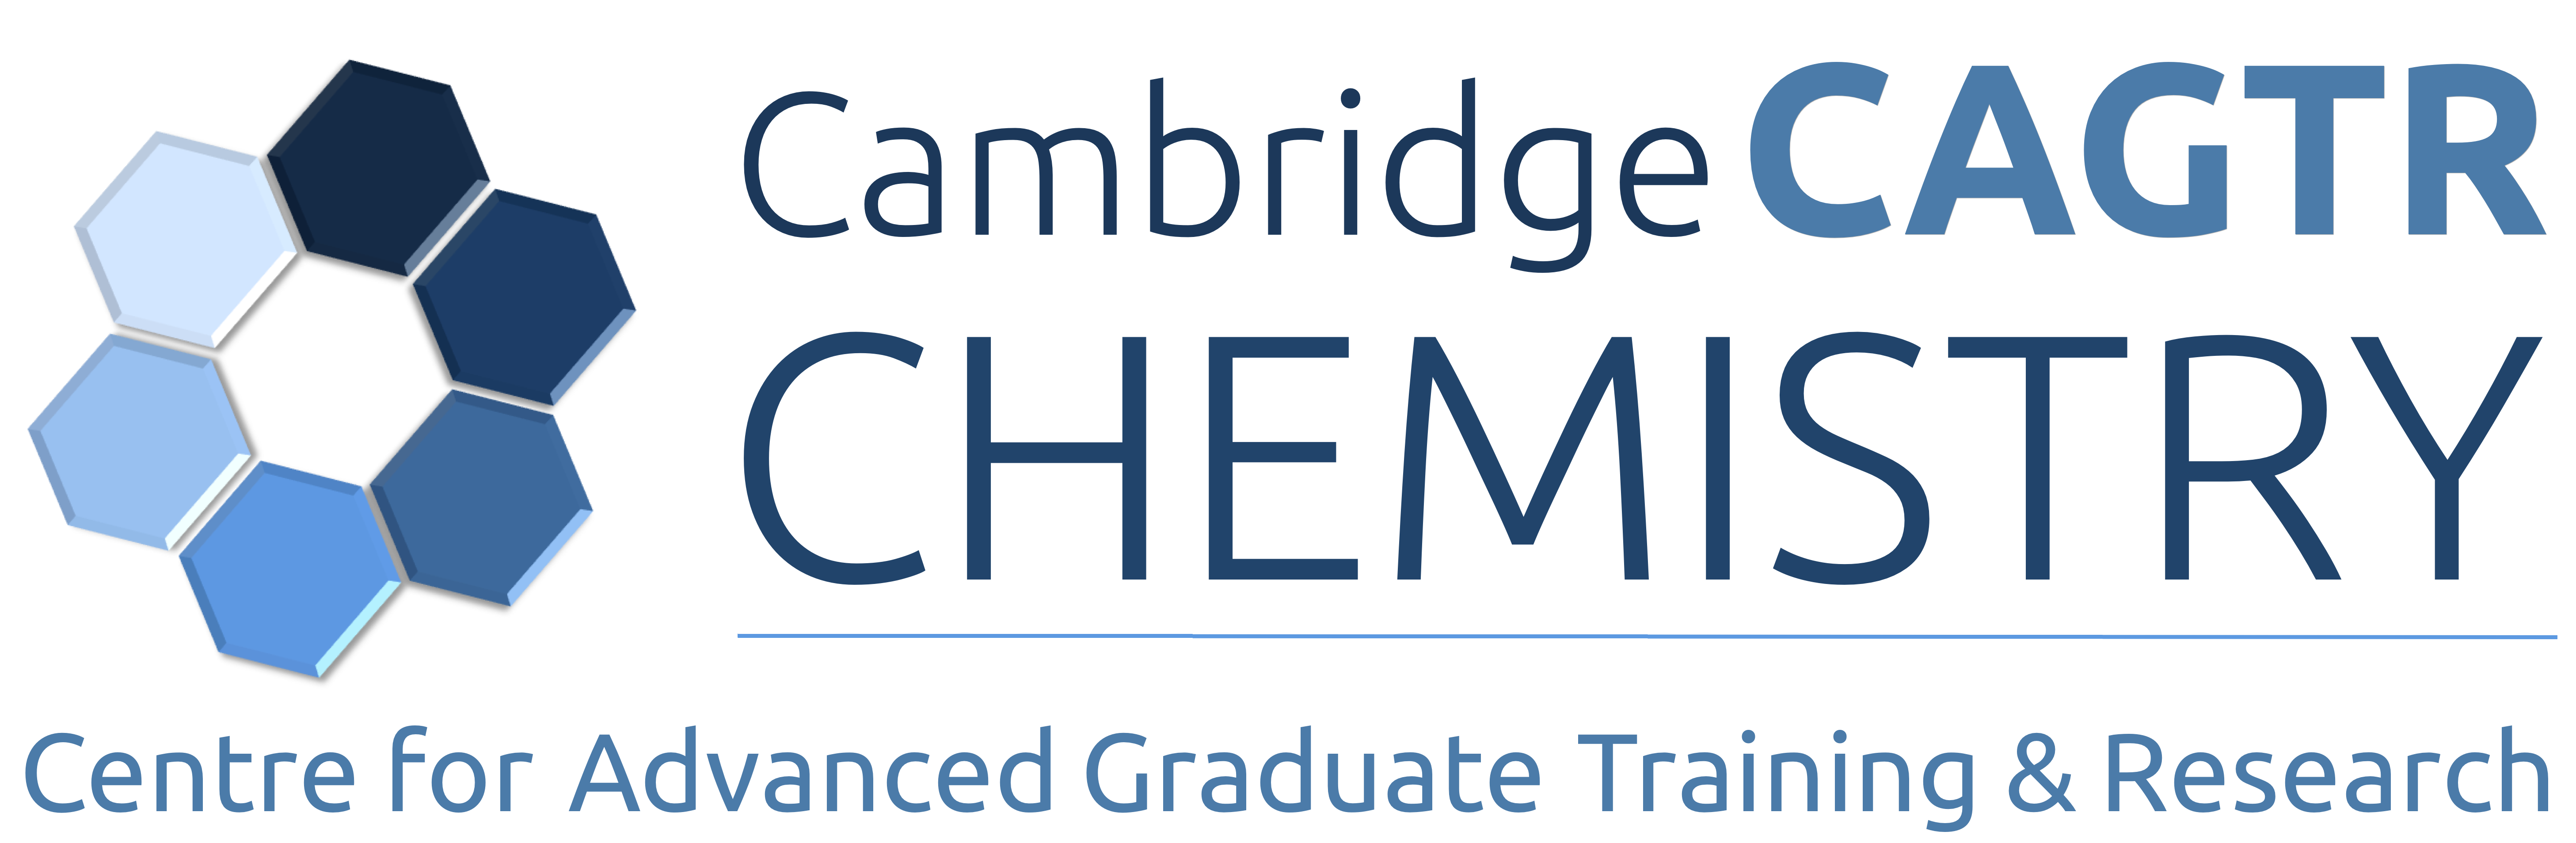 Cambridge CAGTR
CHEMISTRY
Centre for Advanced Graduate Training & Research